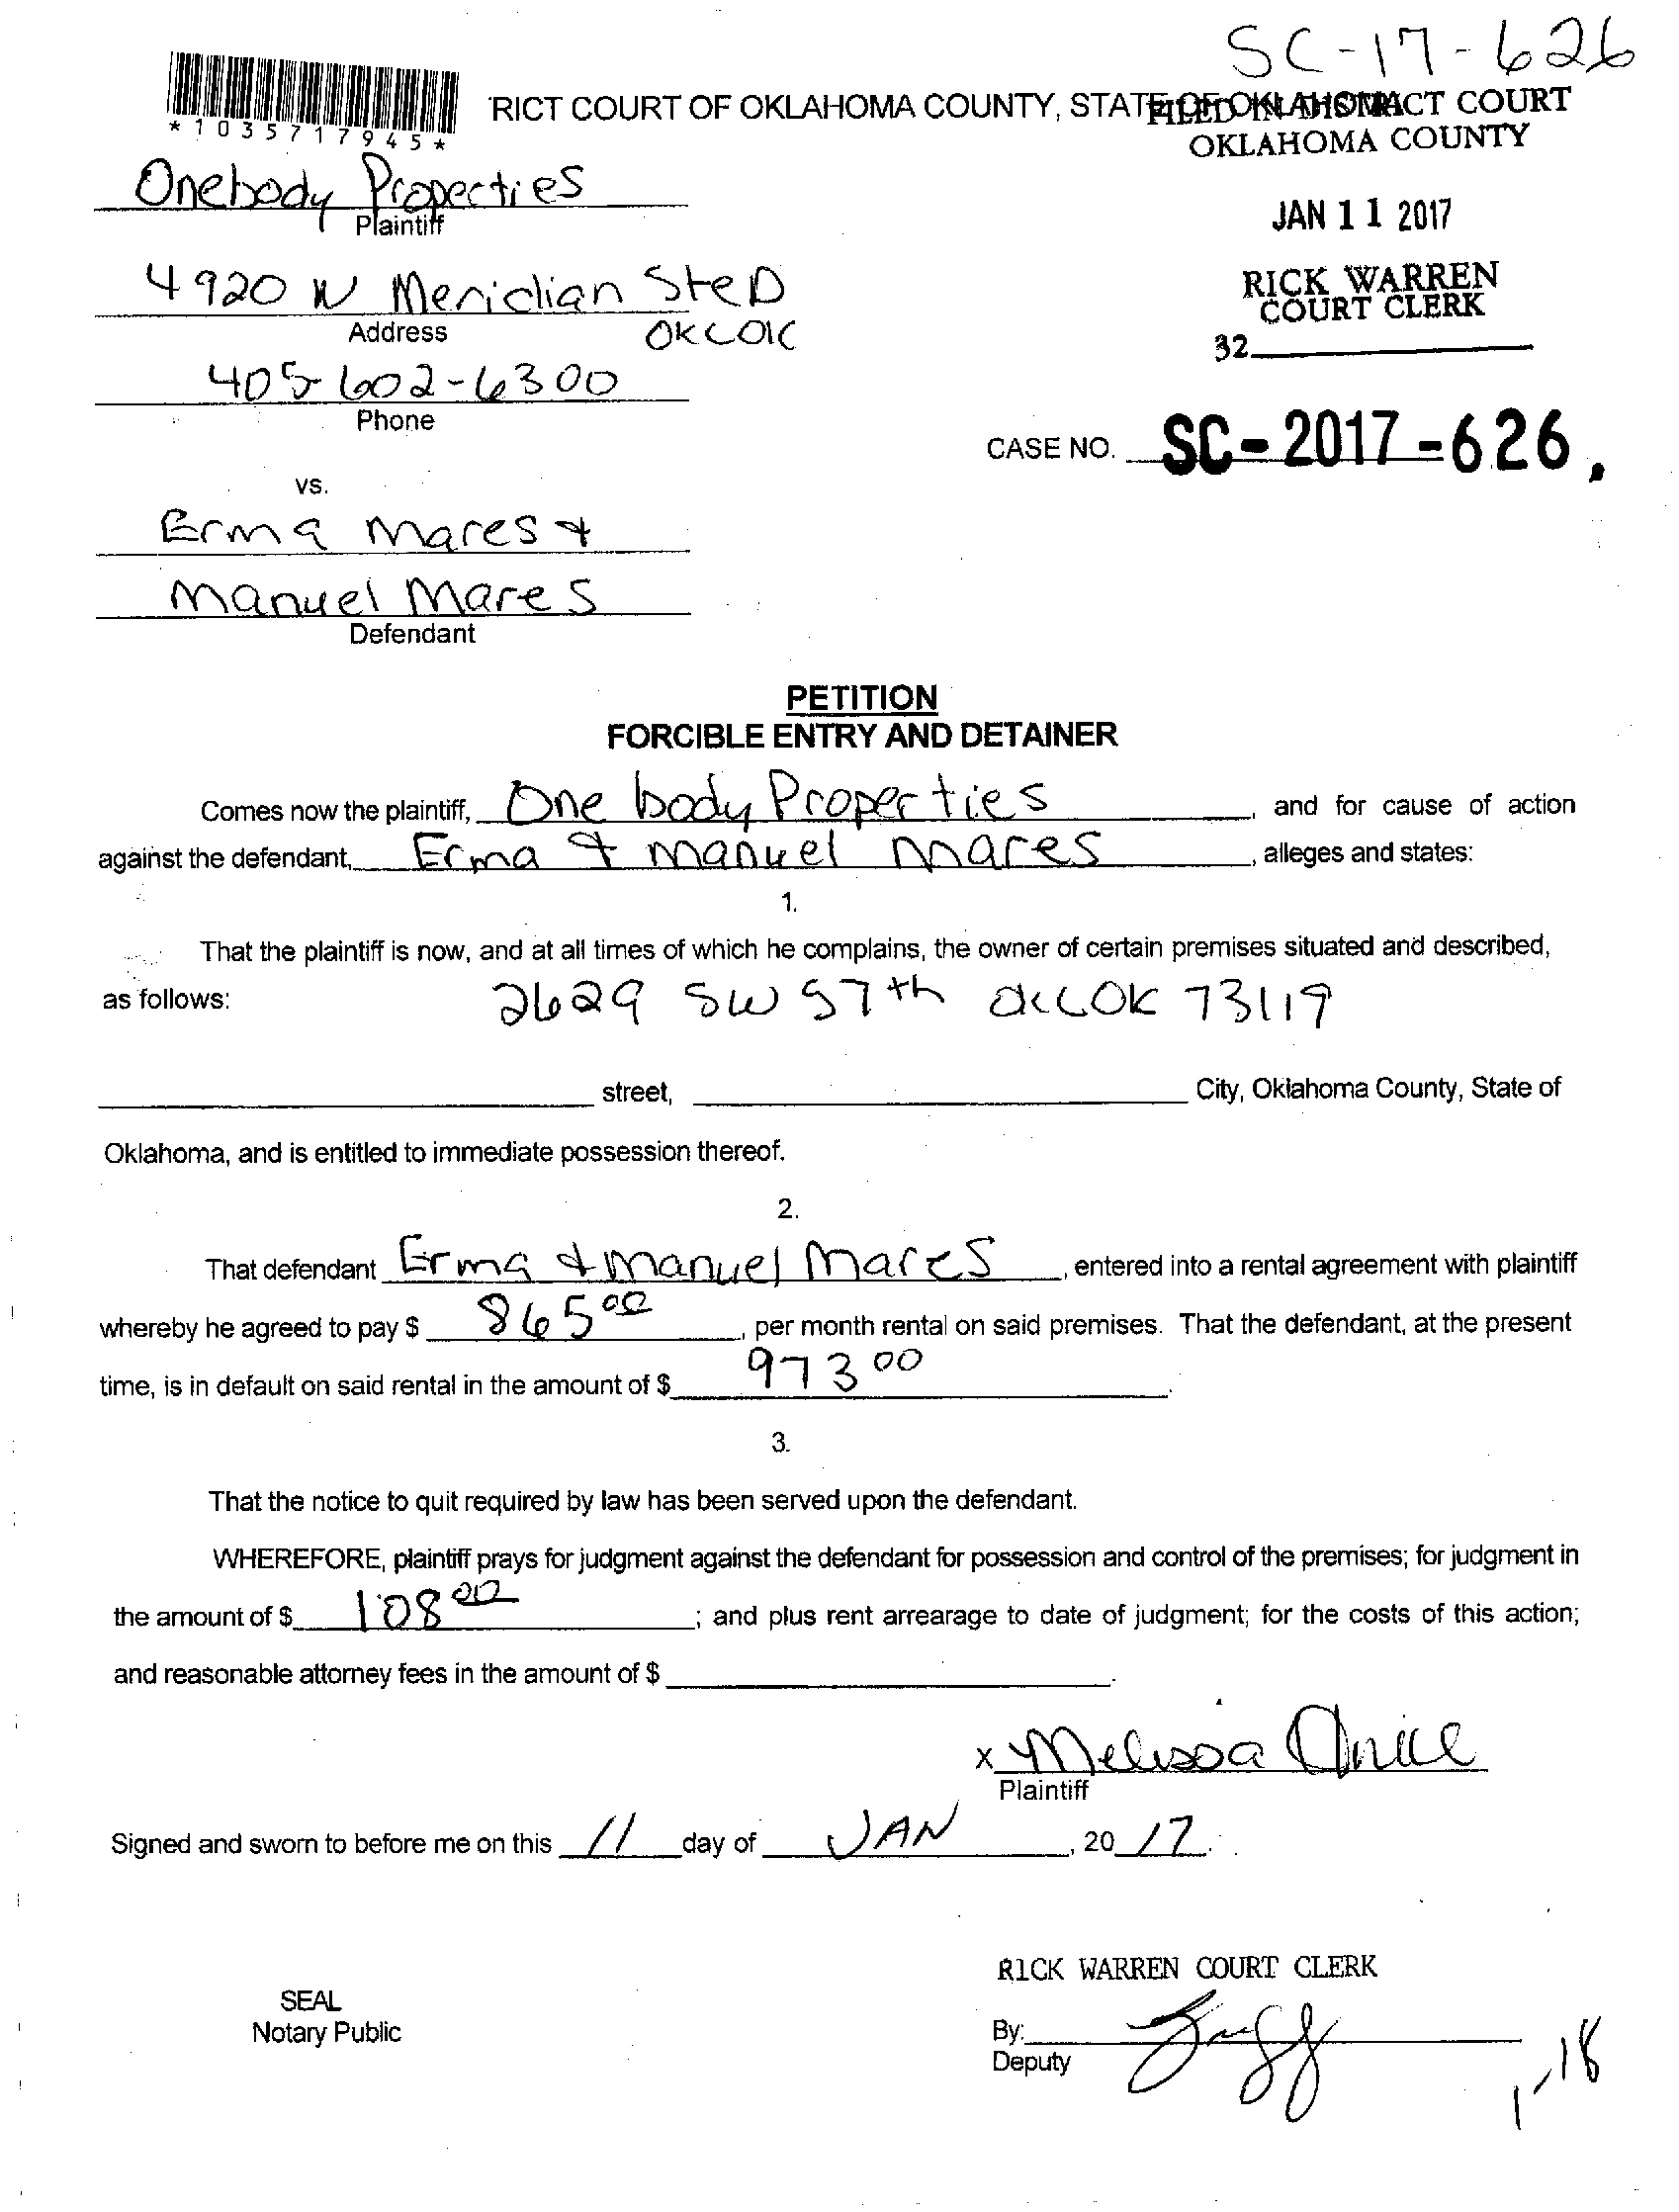 SC-17-626
*1035717945*
RICT COURT OF OKLAHOMA COUNTY, STATE OF OKLAHOMA
FILED IN DISTRICT COURT
OKLAHOMA COUNTY
Onebody Properties
Plaintiff
JAN 11 2017
4920 N Meridian Ste D
RICK WARREN
COURT CLERK
Address
OKC OK
32
405-602-6300
Phone
CASE NO. SC-2017-626,
vs.
Erma Mares &
Manuel Mares
Defendant
PETITION
FORCIBLE ENTRY AND DETAINER
Comes now the plaintiff, One body Properties, and for cause of action
against the defendant, Erma & Manuel Mares, alleges and states:
1.
That the plaintiff is now, and at all times of which he complains, the owner of certain premises situated and described,
as follows: 2629 SW 57th OKC OK 73119
street, City, Oklahoma County, State of
Oklahoma, and is entitled to immediate possession thereof.
2.
That defendant Erma & Manuel Mares, entered into a rental agreement with plaintiff
whereby he agreed to pay $ 865 00, per month rental on said premises. That the defendant, at the present
time, is in default on said rental in the amount of $ 973 00.
3.
That the notice to quit required by law has been served upon the defendant.
WHEREFORE, plaintiff prays for judgment against the defendant for possession and control of the premises; for judgment in
the amount of $ 108 00; and plus rent arrearage to date of judgment; for the costs of this action;
and reasonable attorney fees in the amount of $ .
x Melissa
Plaintiff
Signed and sworn to before me on this 11 day of JAN, 20 17.
RICK WARREN COURT CLERK
SEAL
Notary Public
By:
Deputy
1-18